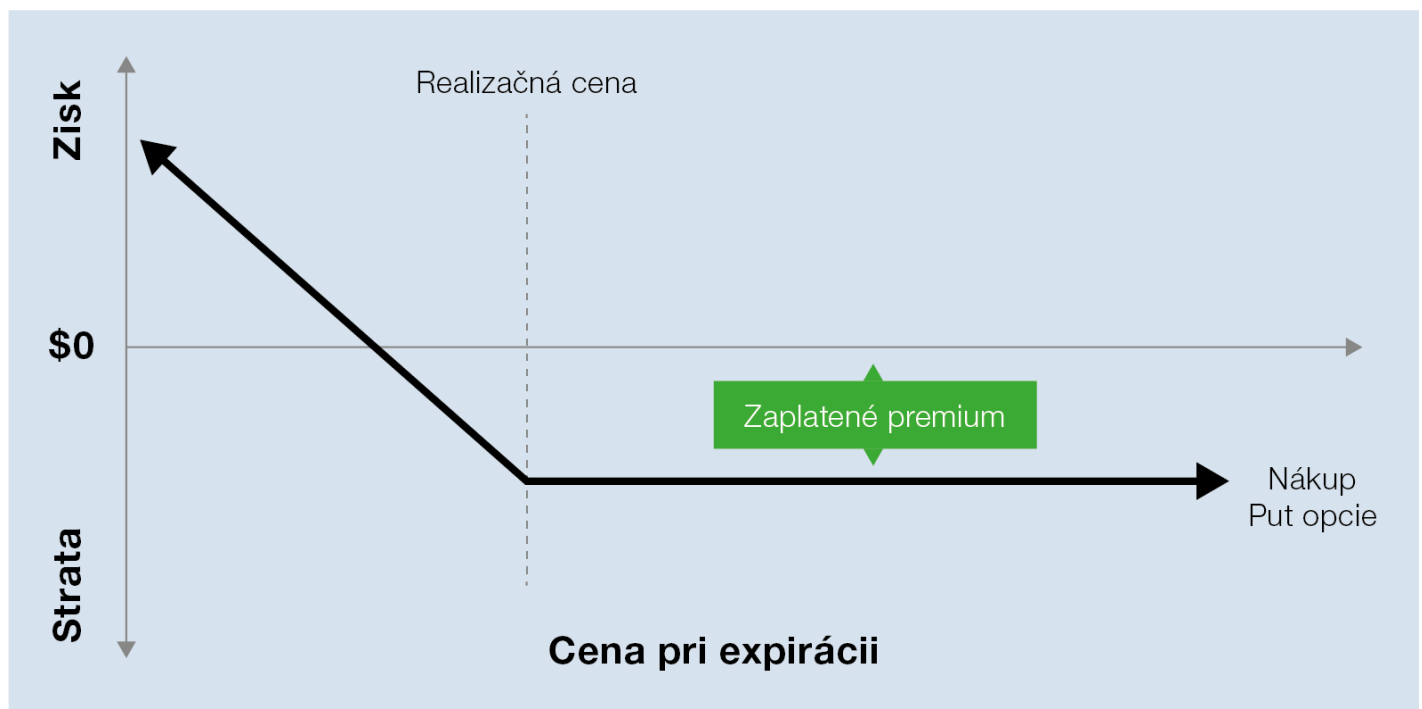 Zisk
Realizačná cena
$0
Zaplatené premium
Nákup
Put opcie
Strata
Cena pri expirácii